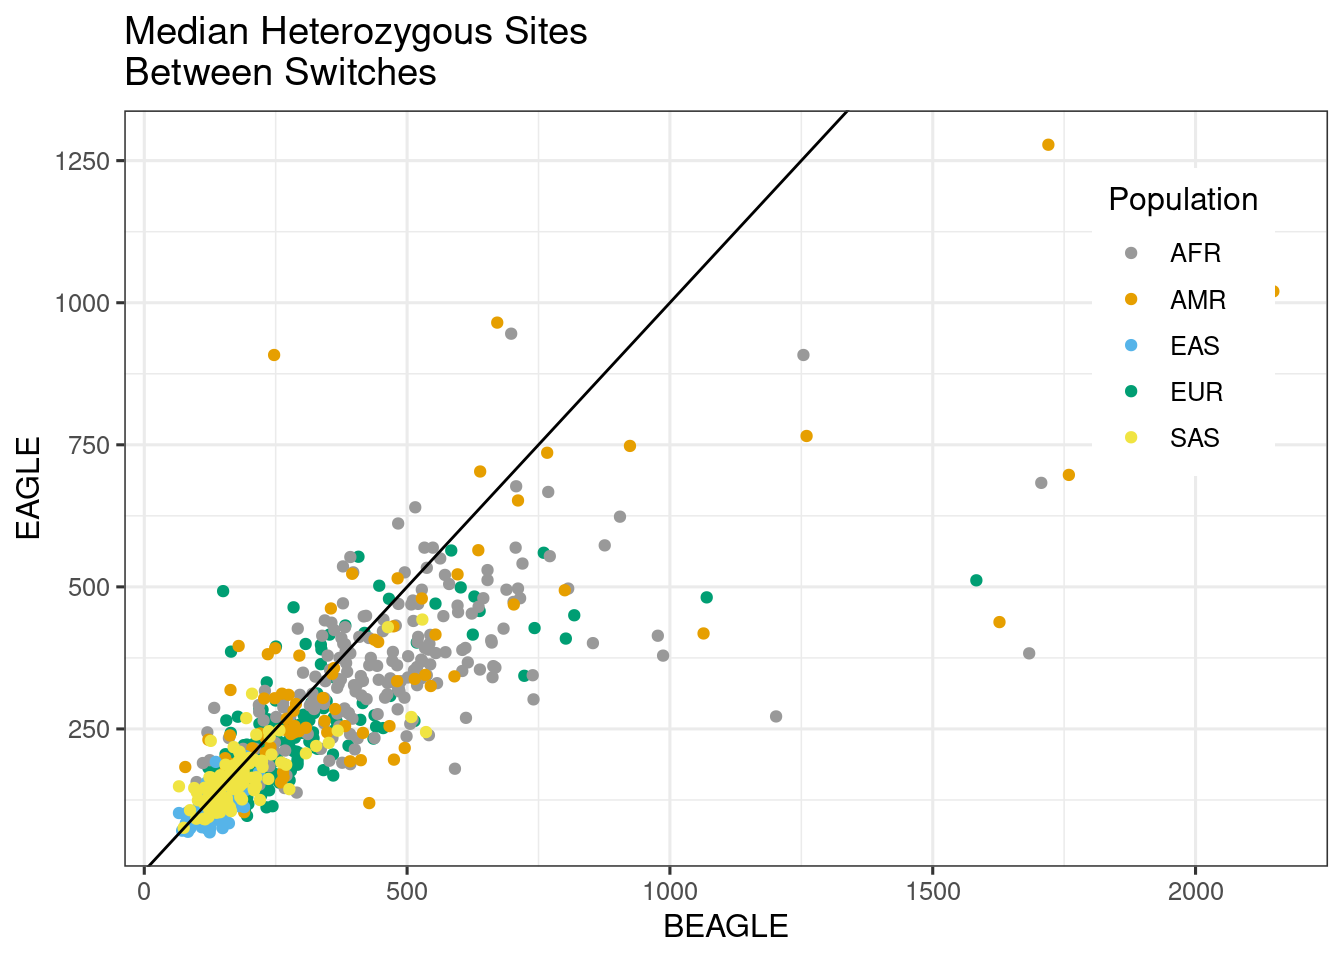 Median Heterozygous Sites
Between Switches
1250
1000
750
500
250
EAGLE
Population
AFR
AMR
EAS
EUR
SAS
0
500
1000
1500
2000
BEAGLE